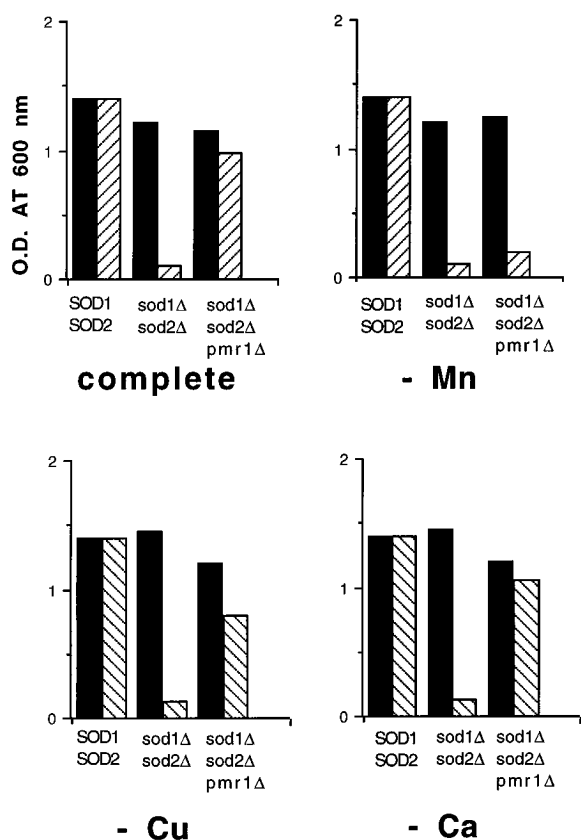 2
1
0
O.D. AT 600 nm
SOD1 sod1Δ sod1Δ
SOD2 sod2Δ sod2Δ
pmr1Δ
complete
2
1
0
SOD1 sod1Δ sod1Δ
SOD2 sod2Δ sod2Δ
pmr1Δ
- Mn
2
1
0
SOD1 sod1Δ sod1Δ
SOD2 sod2Δ sod2Δ
pmr1Δ
- Cu
2
1
0
SOD1 sod1Δ sod1Δ
SOD2 sod2Δ sod2Δ
pmr1Δ
- Ca